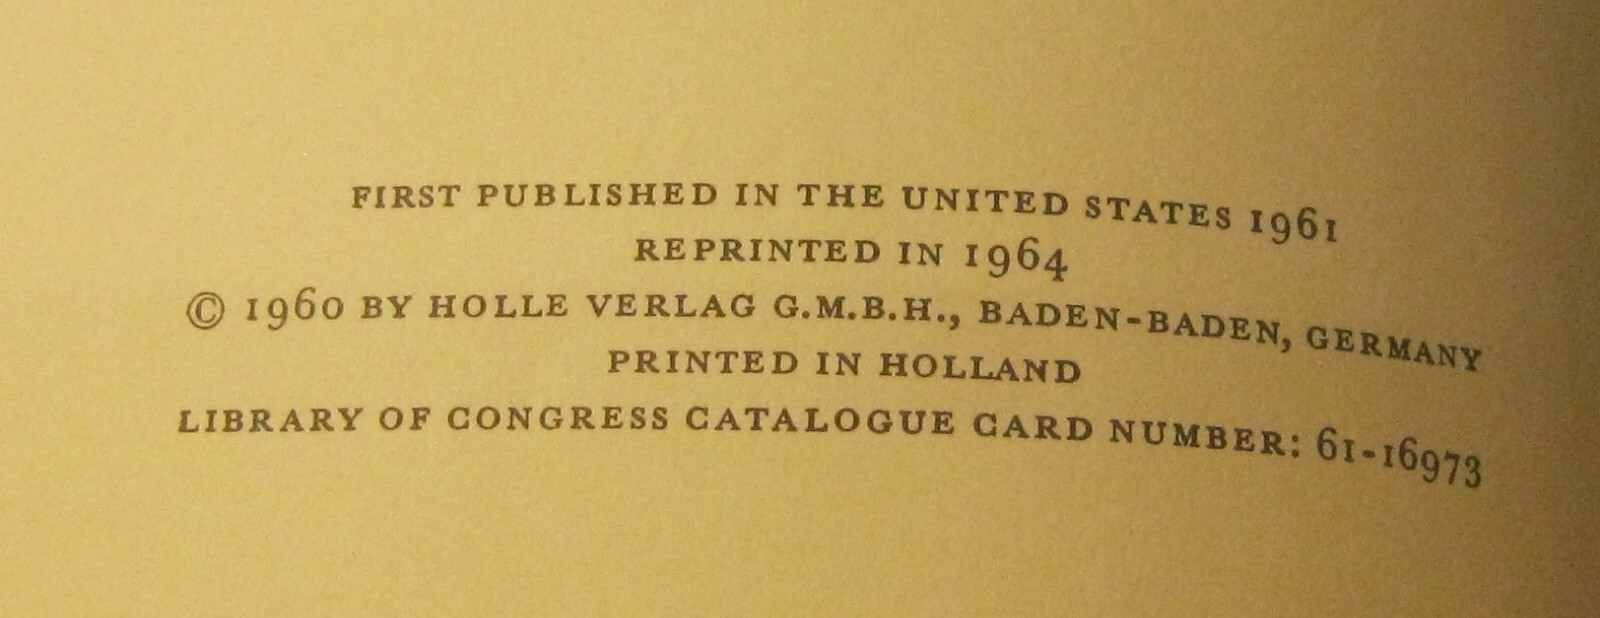 FIRST PUBLISHED IN THE UNITED STATES 1961
REPRINTED IN 1964
© 1960 BY HOLLE VERLAG G.M.B.H., BADEN-BADEN, GERMANY
PRINTED IN HOLLAND
LIBRARY OF CONGRESS CATALOGUE CARD NUMBER: 61-16973